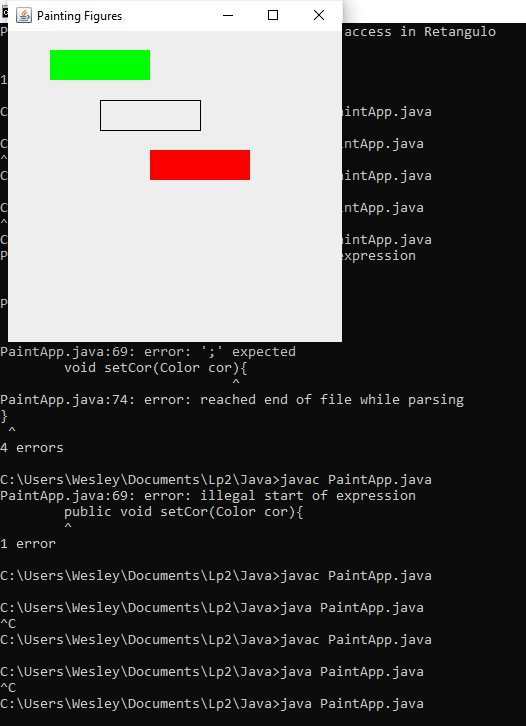 Painting Figures
access in Retangulo
1
PaintApp.java
PaintApp.java
^
PaintApp.java
PaintApp.java
^
PaintApp.java
expression
PaintApp.java:69: error: ';' expected
void setCor(Color cor){
^
PaintApp.java:74: error: reached end of file while parsing
}
^
4 errors
C:\Users\Wesley\Documents\Lp2\Java>javac PaintApp.java
PaintApp.java:69: error: illegal start of expression
public void setCor(Color cor){
^
1 error
C:\Users\Wesley\Documents\Lp2\Java>javac PaintApp.java
C:\Users\Wesley\Documents\Lp2\Java>java PaintApp.java
^C
C:\Users\Wesley\Documents\Lp2\Java>javac PaintApp.java
C:\Users\Wesley\Documents\Lp2\Java>java PaintApp.java
^C
C:\Users\Wesley\Documents\Lp2\Java>java PaintApp.java